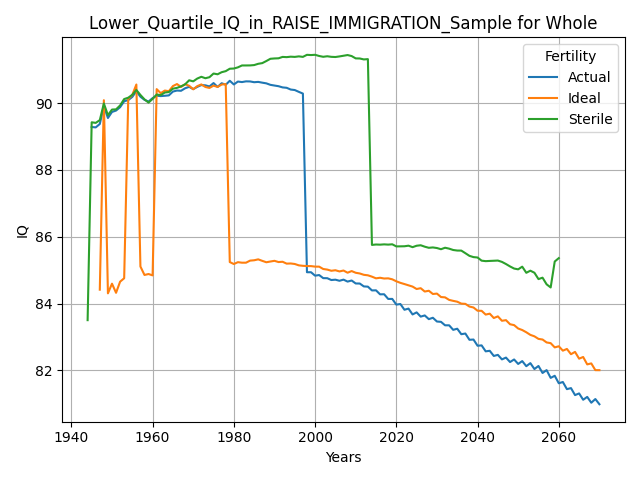 Lower_Quartile_IQ_in_RAISE_IMMIGRATION_Sample for Whole
Fertility
Actual
Ideal
Sterile
IQ
90
88
86
84
82
1940
1960
1980
2000
2020
2040
2060
Years